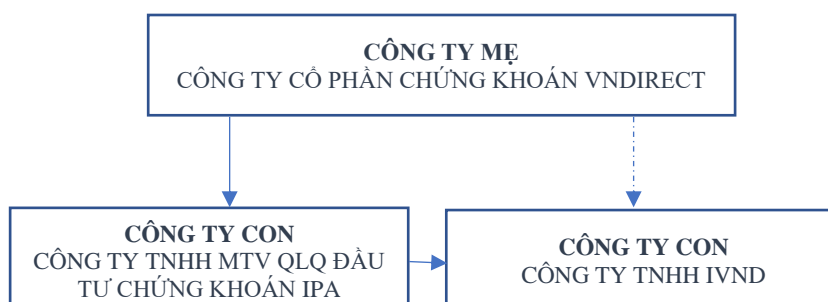 CÔNG TY MẸ
CÔNG TY CỔ PHẦN CHỨNG KHOÁN VNDIRECT
CÔNG TY CON
CÔNG TY TNHH MTV QLQ ĐẦU
TƯ CHỨNG KHOÁN IPA
CÔNG TY CON
CÔNG TY TNHH IVND